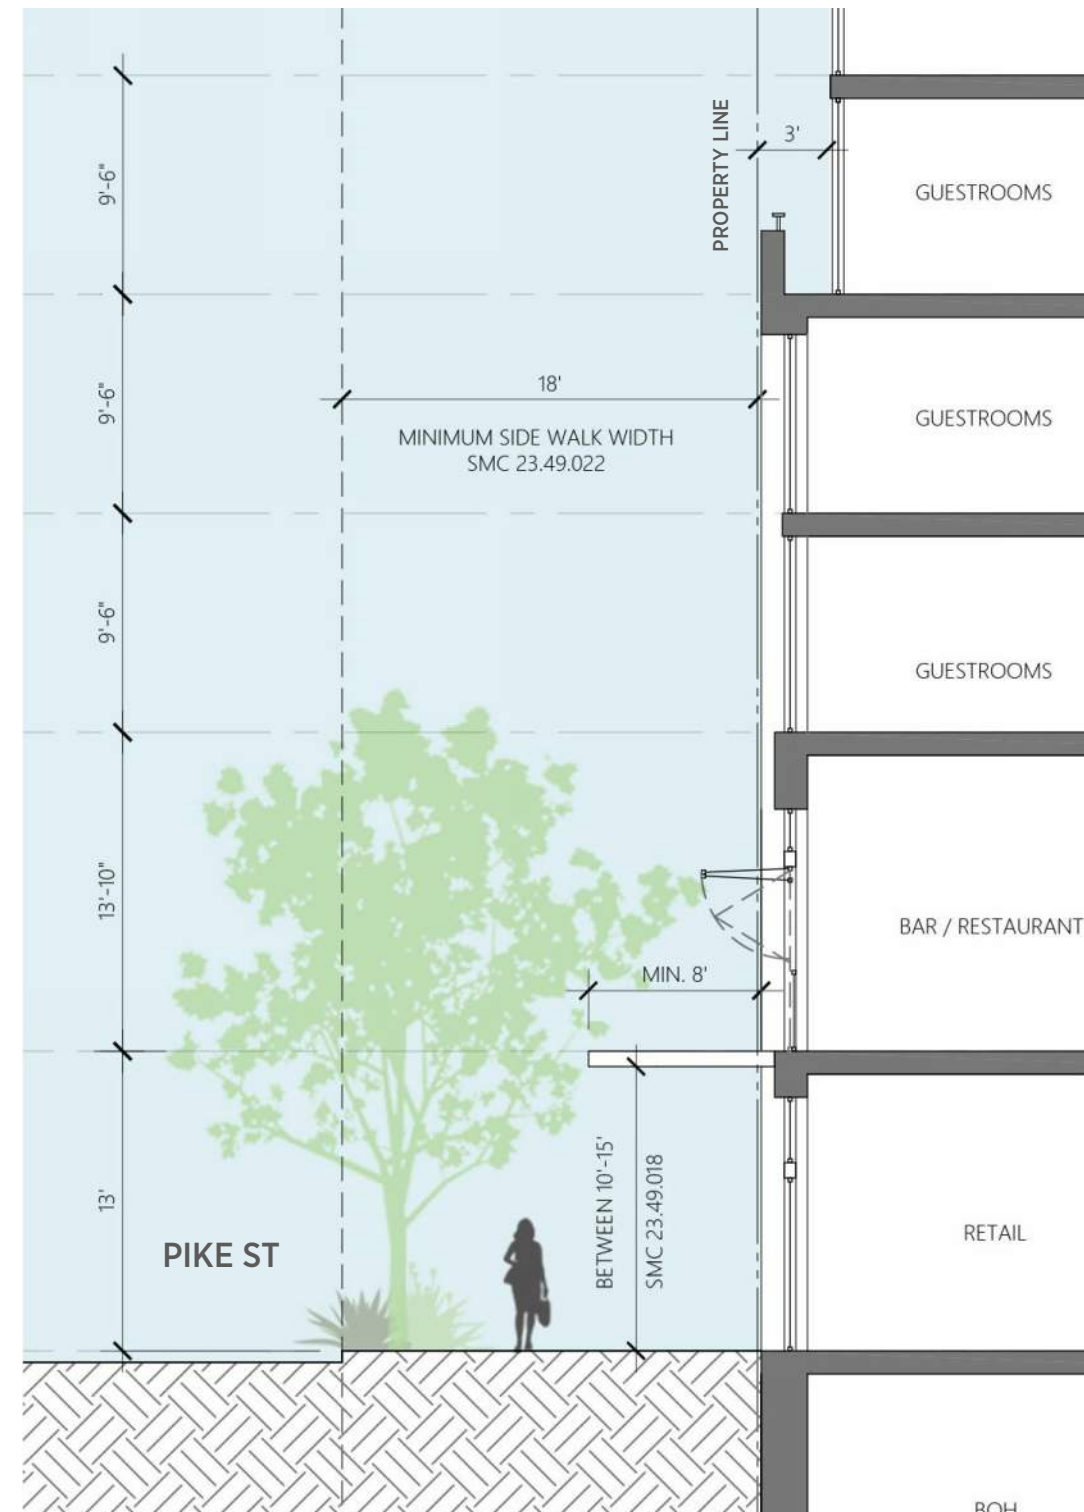 PROPERTY LINE
3'
9'-6"
GUESTROOMS
18'
9'-6"
MINIMUM SIDE WALK WIDTH
SMC 23.49.022
GUESTROOMS
9'-6"
GUESTROOMS
13'-10"
BAR / RESTAURANT
MIN. 8'
BETWEEN 10'-15'
SMC 23.49.018
13'
PIKE ST
RETAIL
BOH